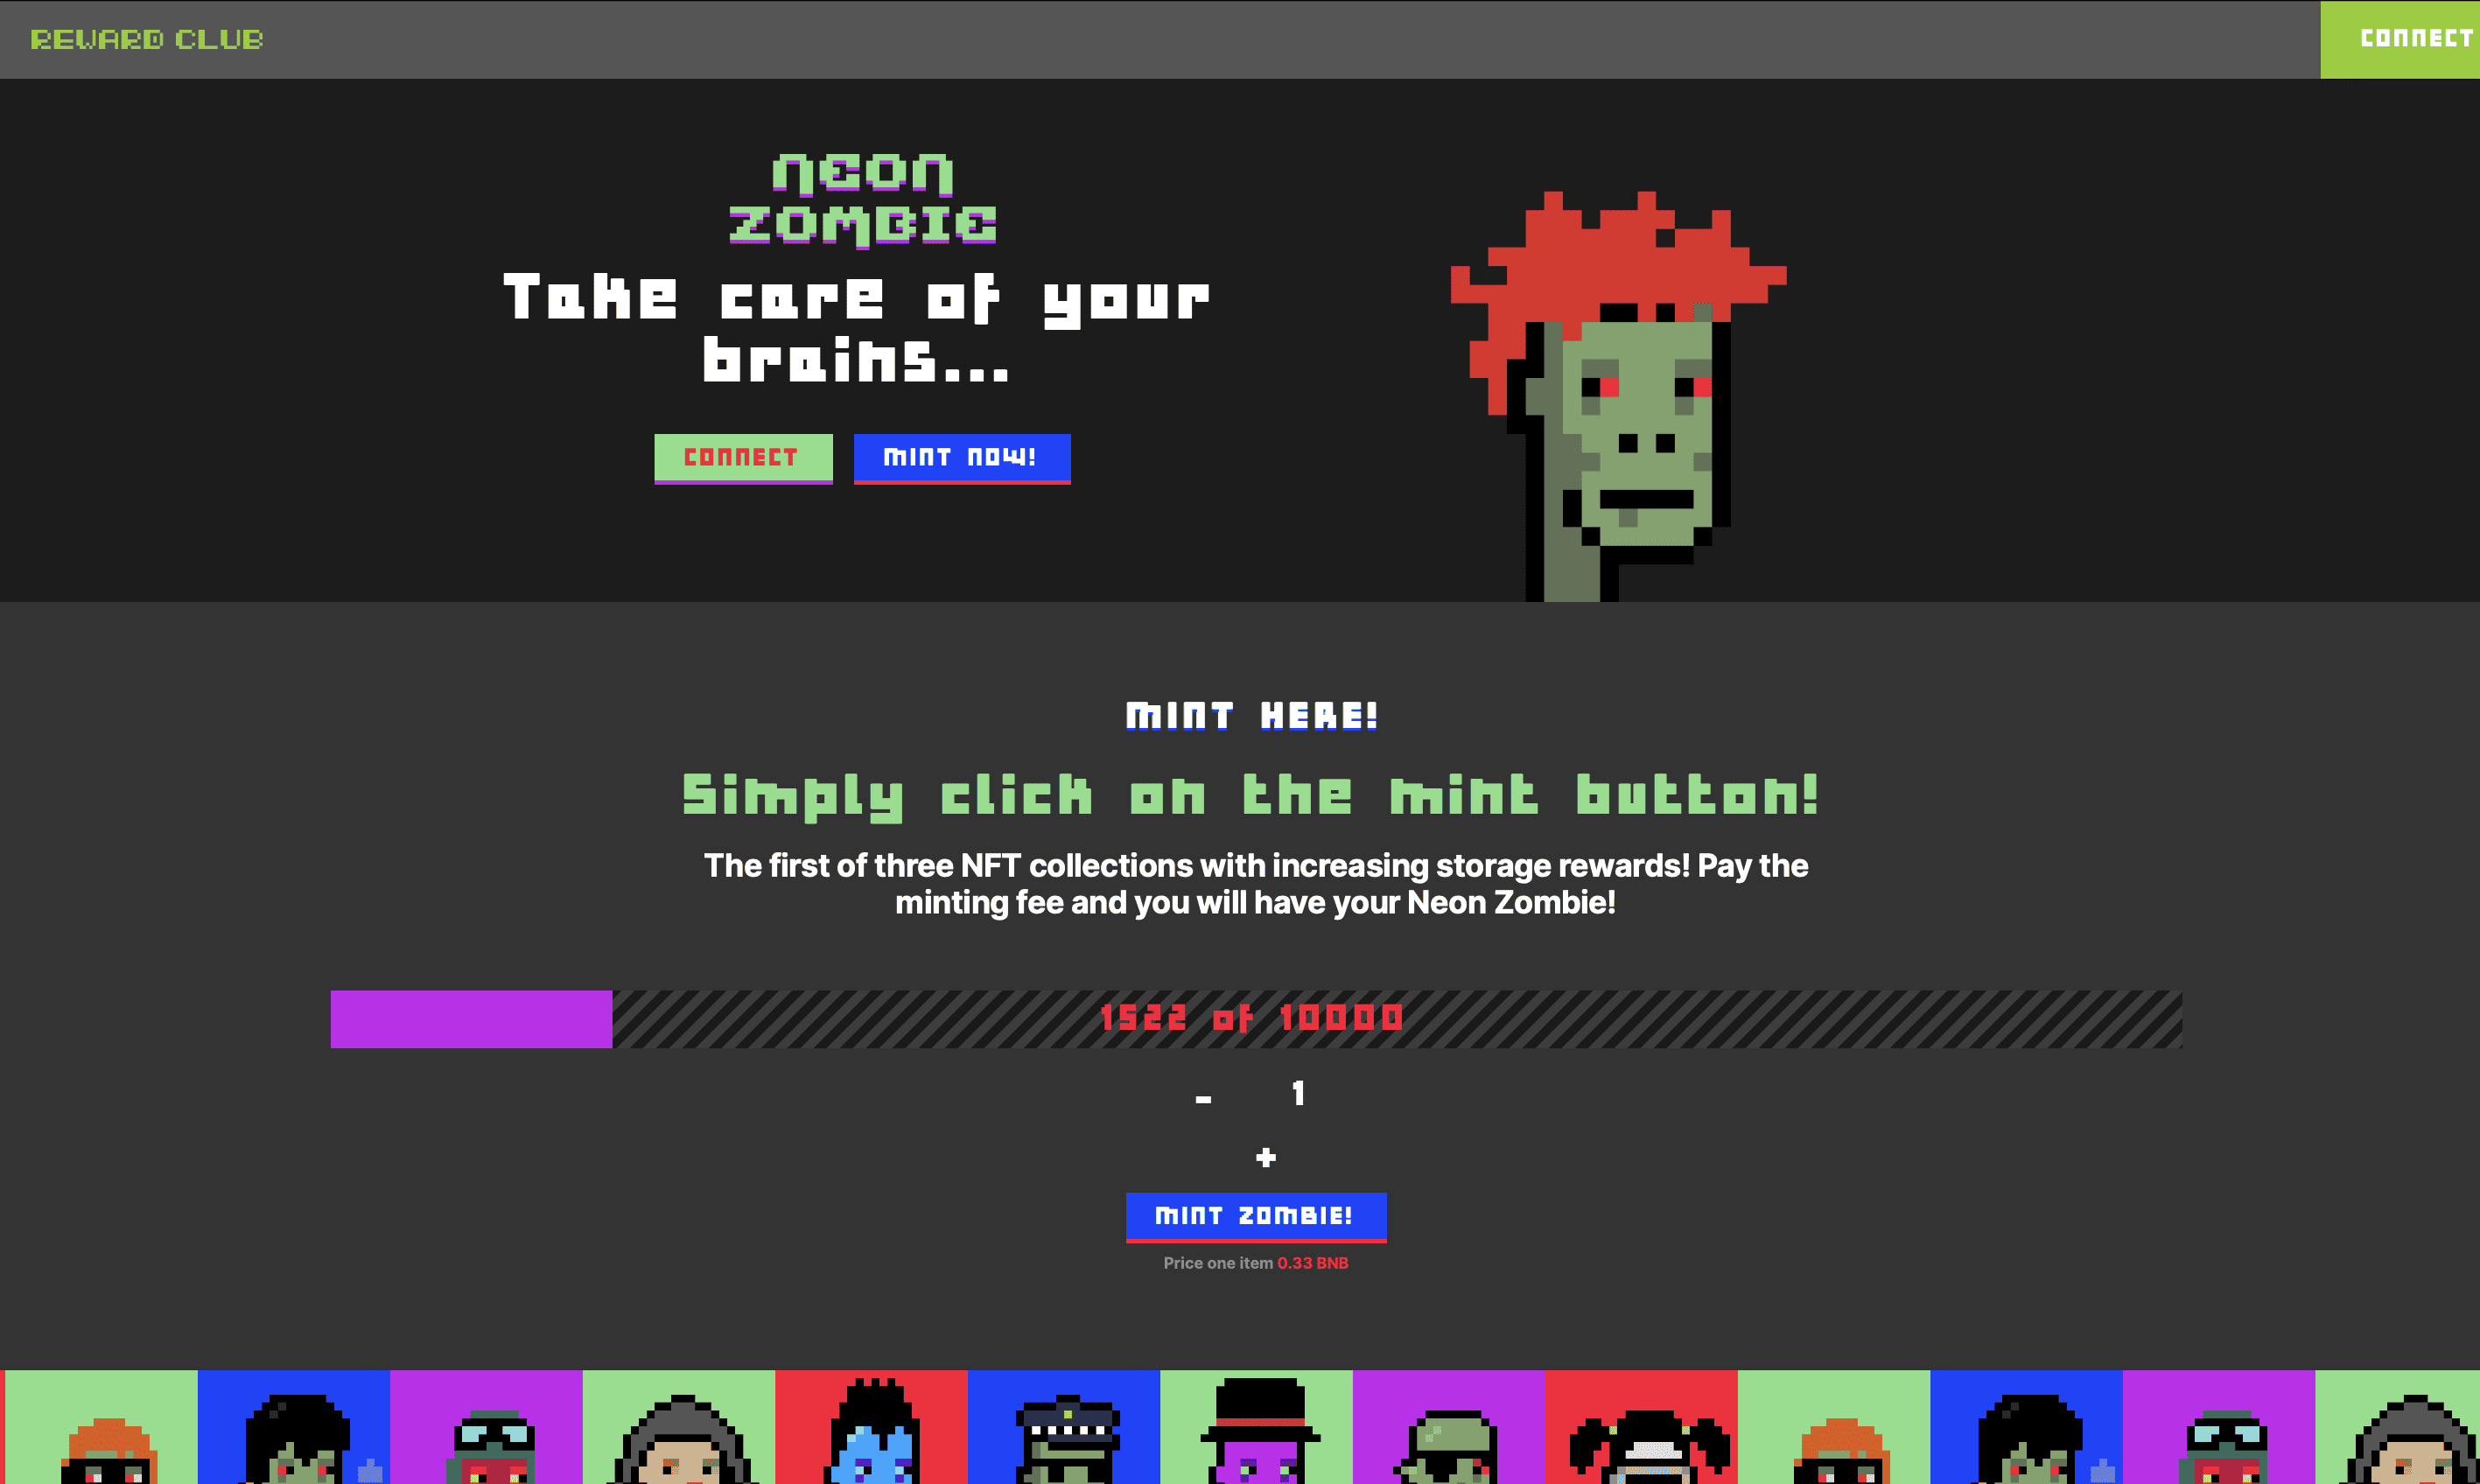 REWARD CLUB
CONNECT
NEON
ZOMBIE
Take care of your
brains...
CONNECT
MINT NOW!
MINT HERE!
Simply click on the mint button!
The first of three NFT collections with increasing storage rewards! Pay the
minting fee and you will have your Neon Zombie!
1522 of 10000
- 1
+
MINT ZOMBIE!
Price one item 0.33 BNB